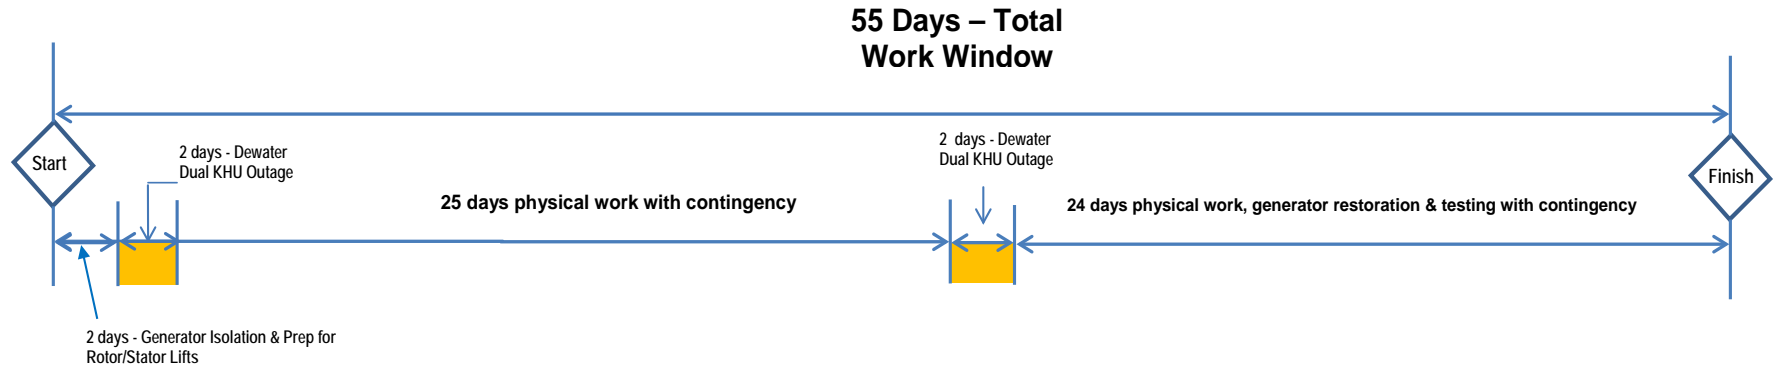 55 Days – Total
Work Window
Start
2 days - Dewater
Dual KHU Outage
2 days - Dewater
Dual KHU Outage
Finish
25 days physical work with contingency
24 days physical work, generator restoration & testing with contingency
2 days - Generator Isolation & Prep for
Rotor/Stator Lifts